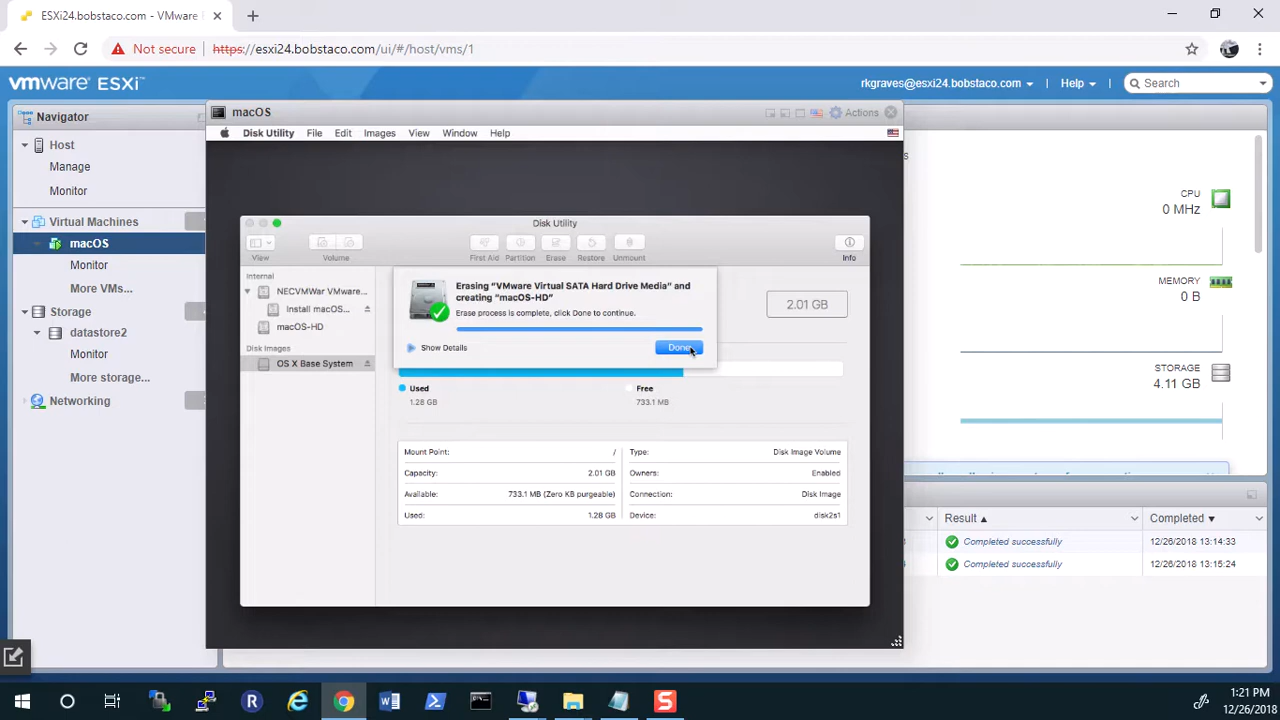 ESXi24.bobstaco.com - VMware
Not secure https://esxi24.bobstaco.com/ui/#/host/vms/1
vmware ESXi™
rkgraves@esxi24.bobstaco.com Help Search
Navigator
Host
Manage
Monitor
Virtual Machines
macOS
Monitor
More VMs...
Storage
datastore2
Monitor
More storage...
Networking
macOS
Actions
Disk Utility File Edit Images View Window Help
Disk Utility
View Volume First Aid Partition Erase Restore Unmount Info
Internal
NECVMWar VMware...
Install macOS...
macOS-HD
Disk Images
OS X Base System
Erasing "VMware Virtual SATA Hard Drive Media" and
creating "macOS-HD"
Erase process is complete, click Done to continue.
Show Details
Done
2.01 GB
Used
1.28 GB
Free
733.1 MB
Mount Point: / Type: Disk Image Volume
Capacity: 2.01 GB Owners: Enabled
Available: 733.1 MB (Zero KB purgeable) Connection: Disk Image
Used: 1.28 GB Device: disk2s1
CPU
0 MHz
MEMORY
0 B
STORAGE
4.11 GB
Result Completed
Completed successfully 12/26/2018 13:14:33
Completed successfully 12/26/2018 13:15:24
1:21 PM
12/26/2018